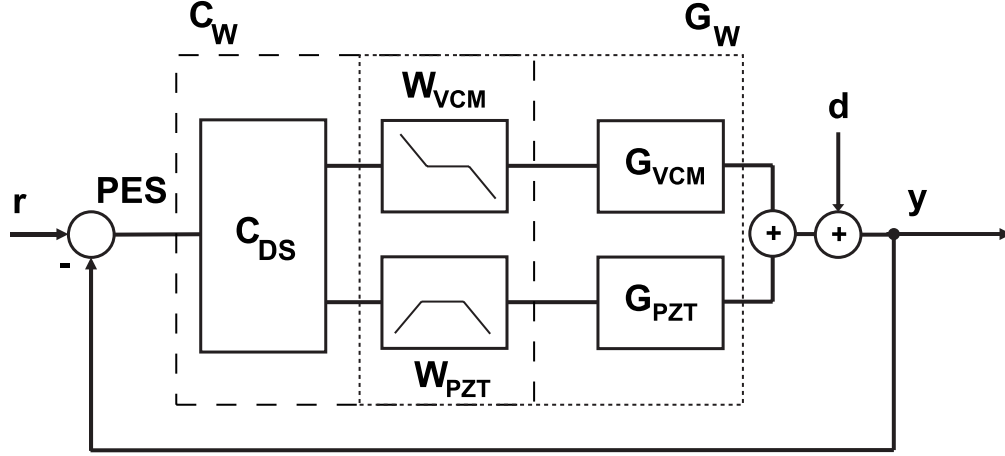 C_W
G_W
W_VCM
d
r
PES
C_DS
G_VCM
y
+
+
-
G_PZT
W_PZT